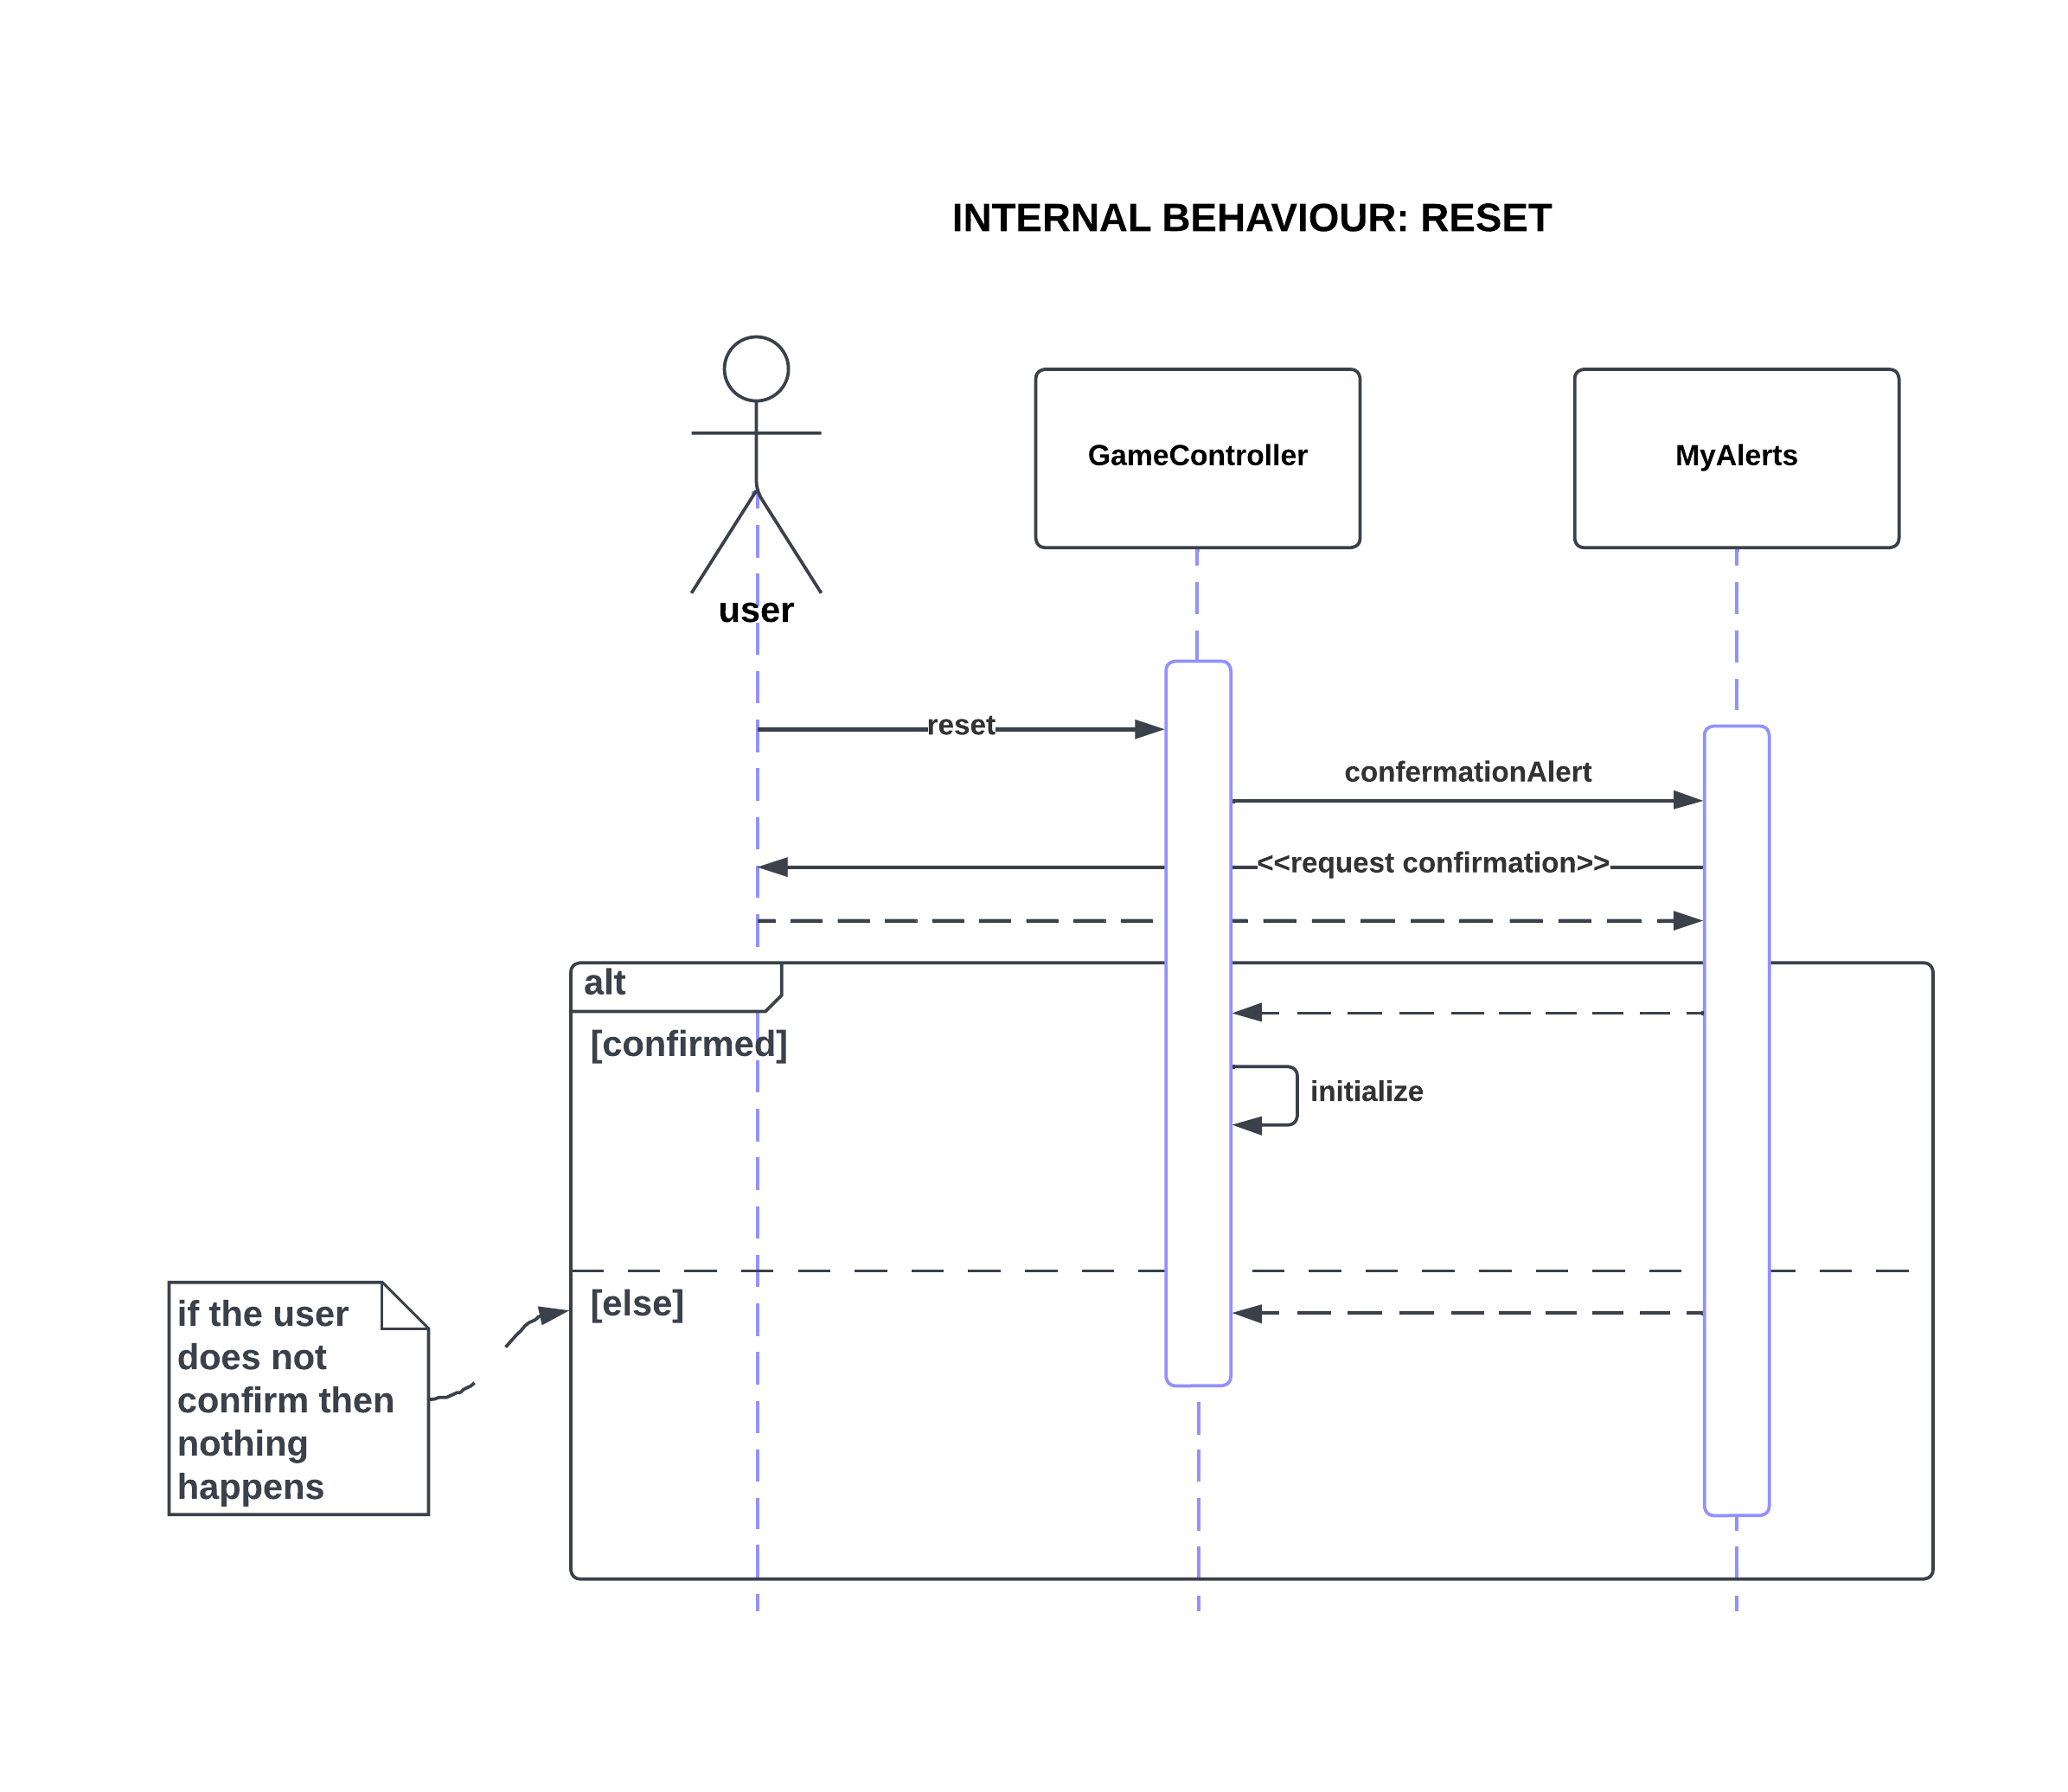 INTERNAL BEHAVIOUR: RESET
GameController
MyAlerts
user
reset
confermationAlert
<<request confirmation>>
alt
[confirmed]
initialize
[else]
if the user
does not
confirm then
nothing
happens